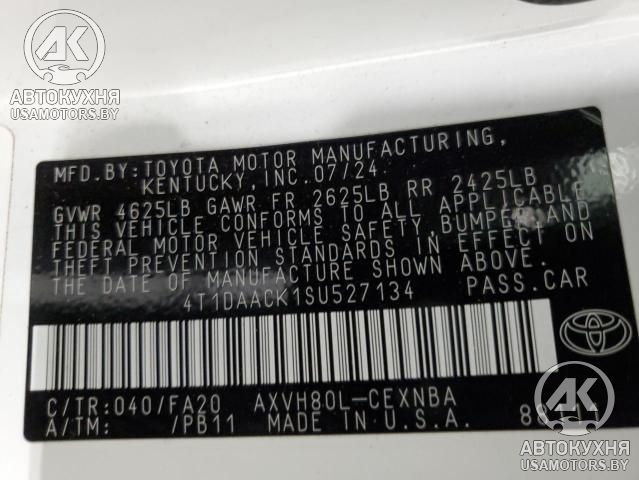 АК
АВТОКУХНЯ
USAMOTORS.BY
MFD.BY:TOYOTA MOTOR MANUFACTURING,
KENTUCKY,INC.07/24
GVWR 4625LB GAWR FR 2625LB RR 2425LB
THIS VEHICLE CONFORMS TO ALL APPLICABLE
FEDERAL MOTOR VEHICLE SAFETY,BUMPER,AND
THEFT PREVENTION STANDARDS IN EFFECT ON
THE DATE OF MANUFACTURE SHOWN ABOVE.
4T1DAACK1SU527134 PASS.CAR
C/TR:040/FA20 AXVH80L-CEXNBA
A/TM: /PB11 MADE IN U.S.A.
TOYOTA
АК
АВТОКУХНЯ
USAMOTORS.BY